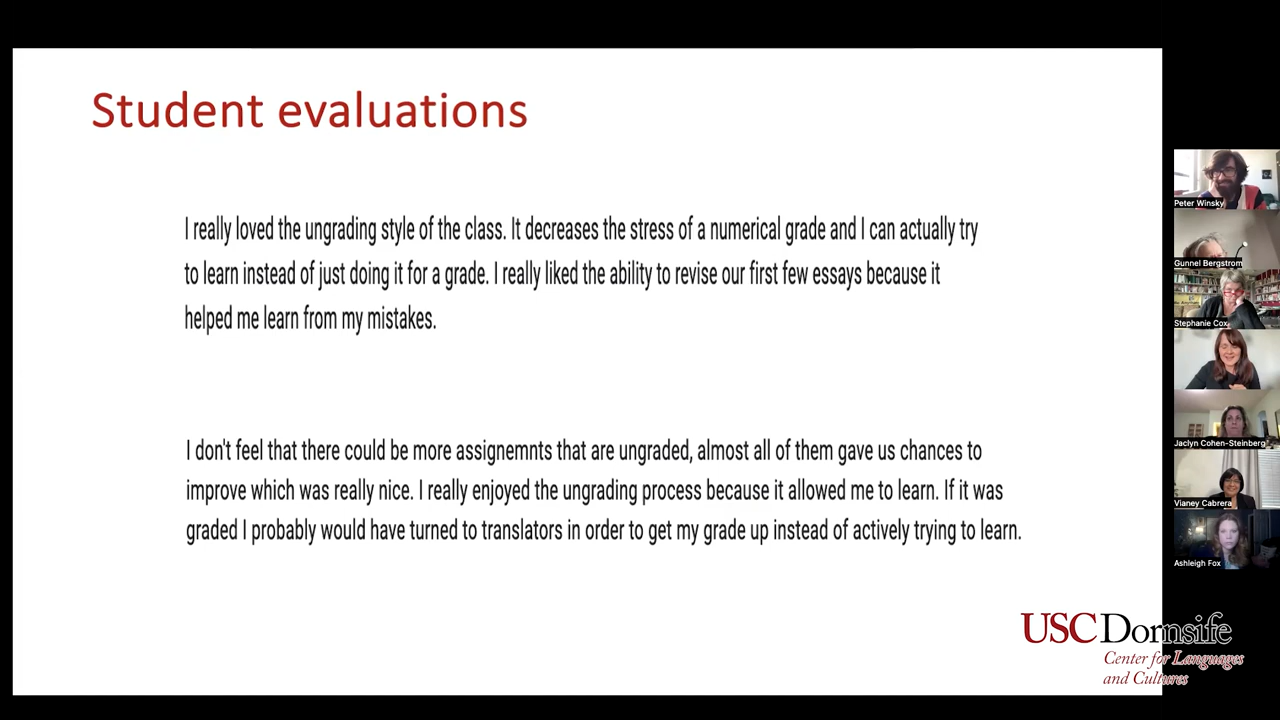 Student evaluations
I really loved the ungrading style of the class. It decreases the stress of a numerical grade and I can actually try
to learn instead of just doing it for a grade. I really liked the ability to revise our first few essays because it
helped me learn from my mistakes.
I don't feel that there could be more assignemnts that are ungraded, almost all of them gave us chances to
improve which was really nice. I really enjoyed the ungrading process because it allowed me to learn. If it was
graded I probably would have turned to translators in order to get my grade up instead of actively trying to learn.
Peter Winsky
Gunnel Bergstrom
Stephanie Cox
Jaclyn Cohen-Steinberg
Vianey Cabrera
Ashleigh Fox
USC Dornsife
Center for Languages
and Cultures